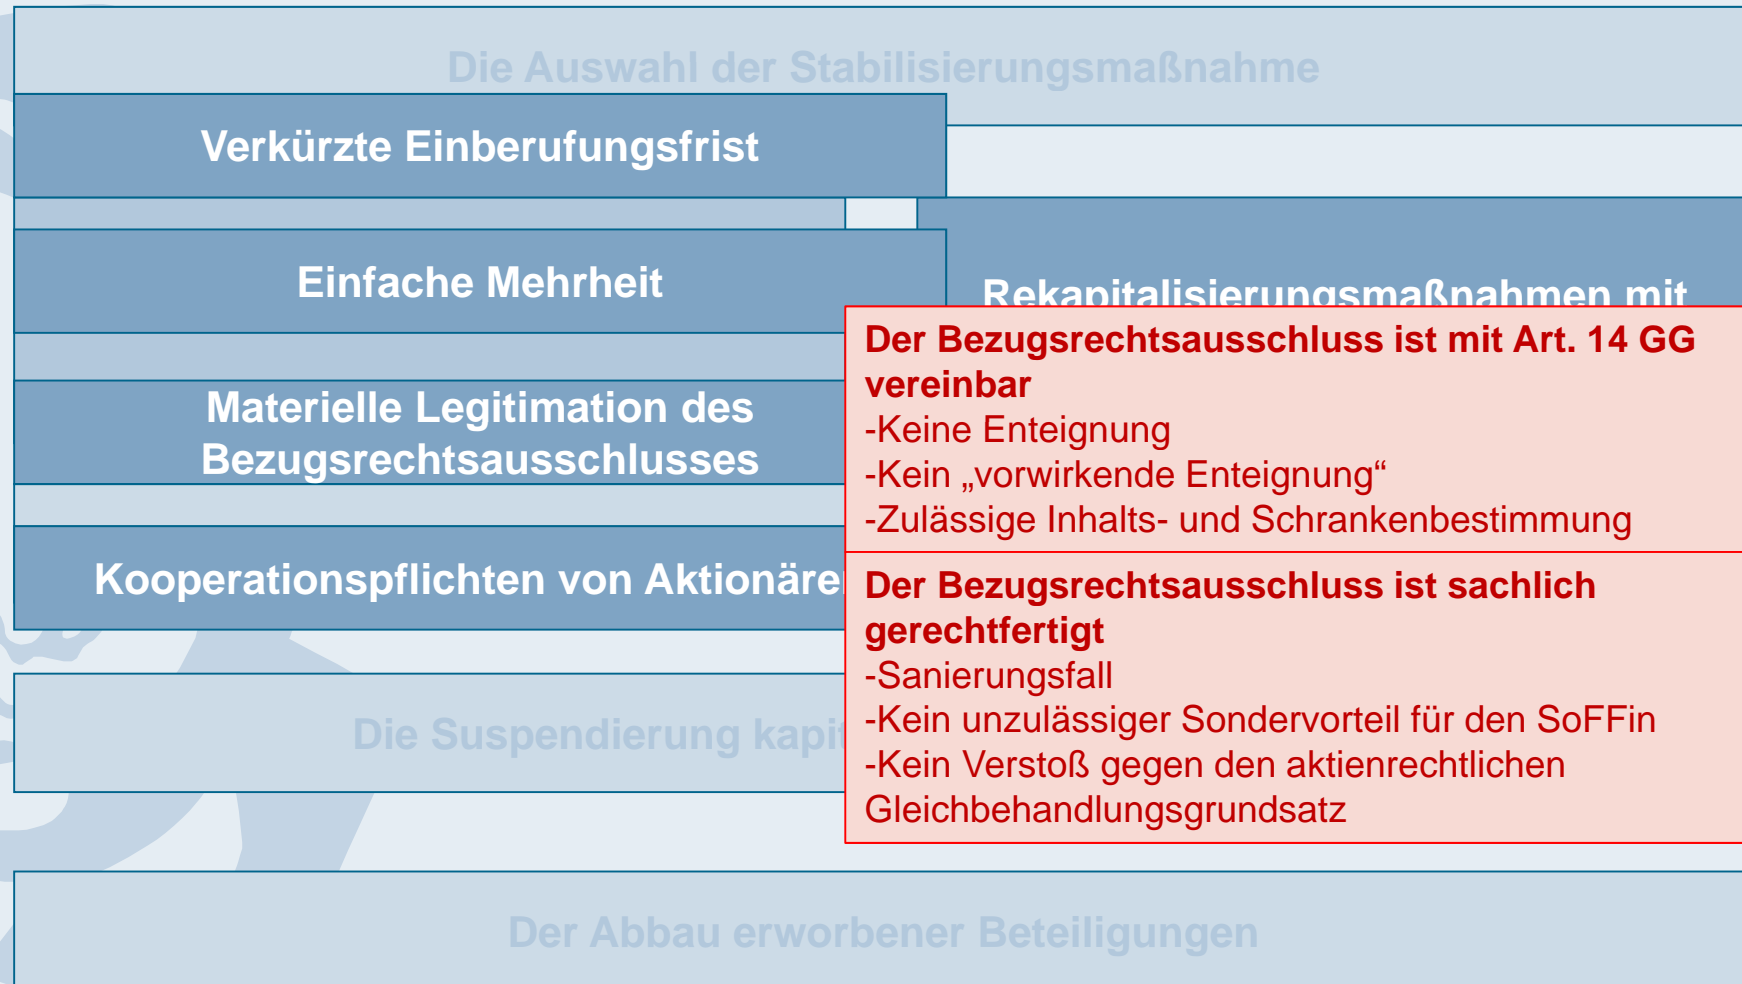 Die Auswahl der Stabilisierungsmaßnahme
Verkürzte Einberufungsfrist
Einfache Mehrheit
Rekapitalisierungsmaßnahmen mit
Materielle Legitimation des
Bezugsrechtsausschlusses
Kooperationspflichten von Aktionäre
Der Bezugsrechtsausschluss ist mit Art. 14 GG
vereinbar
-Keine Enteignung
-Kein „vorwirkende Enteignung“
-Zulässige Inhalts- und Schrankenbestimmung
Der Bezugsrechtsausschluss ist sachlich
gerechtfertigt
-Sanierungsfall
-Kein unzulässiger Sondervorteil für den SoFFin
-Kein Verstoß gegen den aktienrechtlichen
Gleichbehandlungsgrundsatz
Die Suspendierung kapit
Der Abbau erworbener Beteiligungen